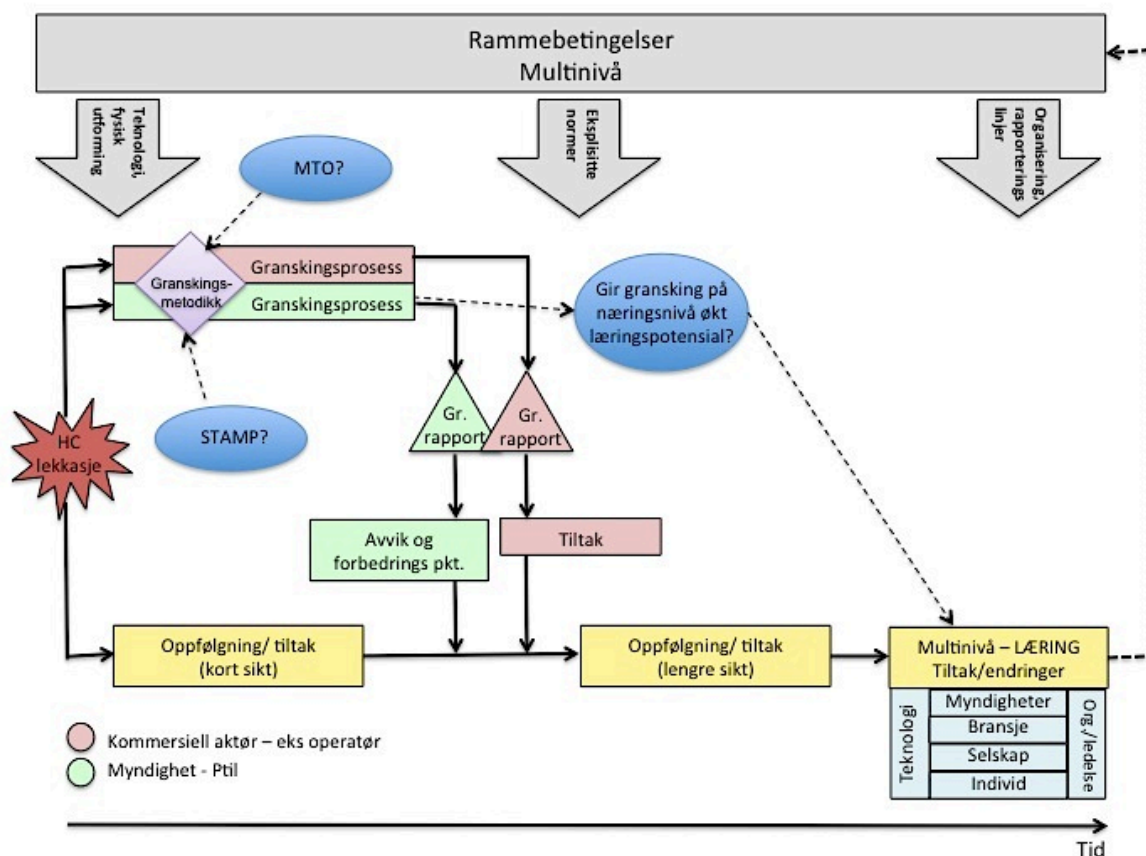 Rammebetingelser
Multinivå
Teknologi,
fysisk
utforming
Eksplisitte
normer
Organisering,
rapporterings
linjer
MTO?
Granskingsprosess
Granskings-
metodikk
Granskingsprosess
Gir gransking på
næringsnivå økt
læringspotensial?
STAMP?
HC
lekkasje
Gr.
rapport
Gr.
rapport
Avvik og
forbedrings pkt.
Tiltak
Oppfølgning/ tiltak
(kort sikt)
Oppfølgning/ tiltak
(lengre sikt)
Multinivå – LÆRING
Tiltak/endringer
Teknologi
Myndigheter
Bransje
Selskap
Individ
Org./ledelse
Kommersiell aktør – eks operatør
Myndighet - Ptil
Tid